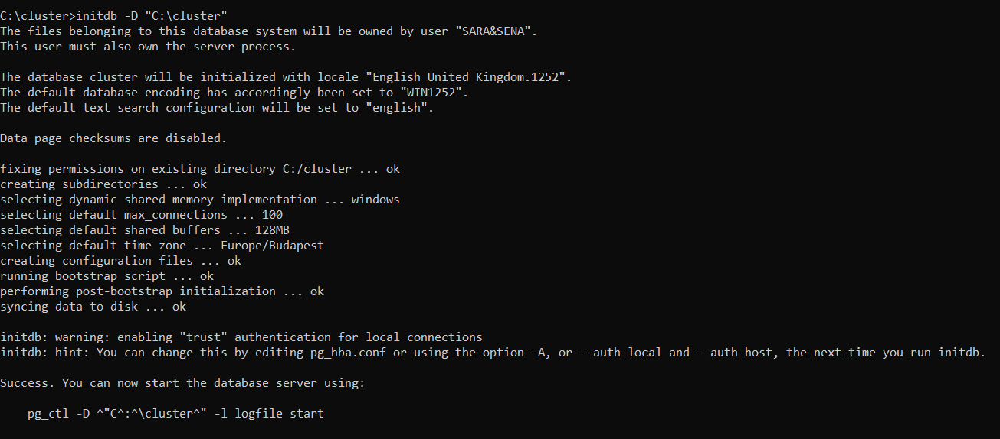 C:\cluster>initdb -D "C:\cluster"
The files belonging to this database system will be owned by user "SARA&SENA".
This user must also own the server process.
The database cluster will be initialized with locale "English_United Kingdom.1252".
The default database encoding has accordingly been set to "WIN1252".
The default text search configuration will be set to "english".
Data page checksums are disabled.
fixing permissions on existing directory C:/cluster ... ok
creating subdirectories ... ok
selecting dynamic shared memory implementation ... windows
selecting default max_connections ... 100
selecting default shared_buffers ... 128MB
selecting default time zone ... Europe/Budapest
creating configuration files ... ok
running bootstrap script ... ok
performing post-bootstrap initialization ... ok
syncing data to disk ... ok
initdb: warning: enabling "trust" authentication for local connections
initdb: hint: You can change this by editing pg_hba.conf or using the option -A, or --auth-local and --auth-host, the next time you run initdb.
Success. You can now start the database server using:
pg_ctl -D ^"C^:^\cluster^" -l logfile start